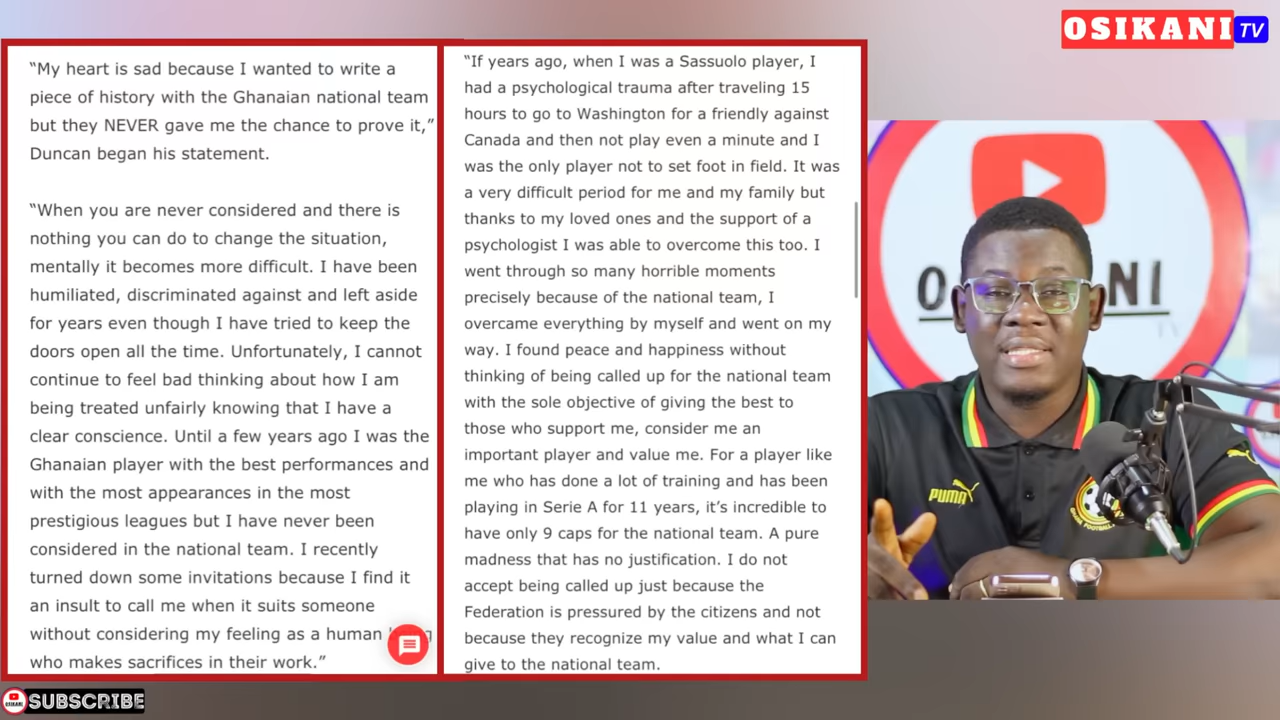 OSIKANI TV
“My heart is sad because I wanted to write a
piece of history with the Ghanaian national team
but they NEVER gave me the chance to prove it,”
Duncan began his statement.
“When you are never considered and there is
nothing you can do to change the situation,
mentally it becomes more difficult. I have been
humiliated, discriminated against and left aside
for years even though I have tried to keep the
doors open all the time. Unfortunately, I cannot
continue to feel bad thinking about how I am
being treated unfairly knowing that I have a
clear conscience. Until a few years ago I was the
Ghanaian player with the best performances and
with the most appearances in the most
prestigious leagues but I have never been
considered in the national team. I recently
turned down some invitations because I find it
an insult to call me when it suits someone
without considering my feeling as a human
who makes sacrifices in their work.”
“If years ago, when I was a Sassuolo player, I
had a psychological trauma after traveling 15
hours to go to Washington for a friendly against
Canada and then not play even a minute and I
was the only player not to set foot in field. It was
a very difficult period for me and my family but
thanks to my loved ones and the support of a
psychologist I was able to overcome this too. I
went through so many horrible moments
precisely because of the national team, I
overcame everything by myself and went on my
way. I found peace and happiness without
thinking of being called up for the national team
with the sole objective of giving the best to
those who support me, consider me an
important player and value me. For a player like
me who has done a lot of training and has been
playing in Serie A for 11 years, it’s incredible to
have only 9 caps for the national team. A pure
madness that has no justification. I do not
accept being called up just because the
Federation is pressured by the citizens and not
because they recognize my value and what I can
give to the national team.
PUMA
SUBSCRIBE